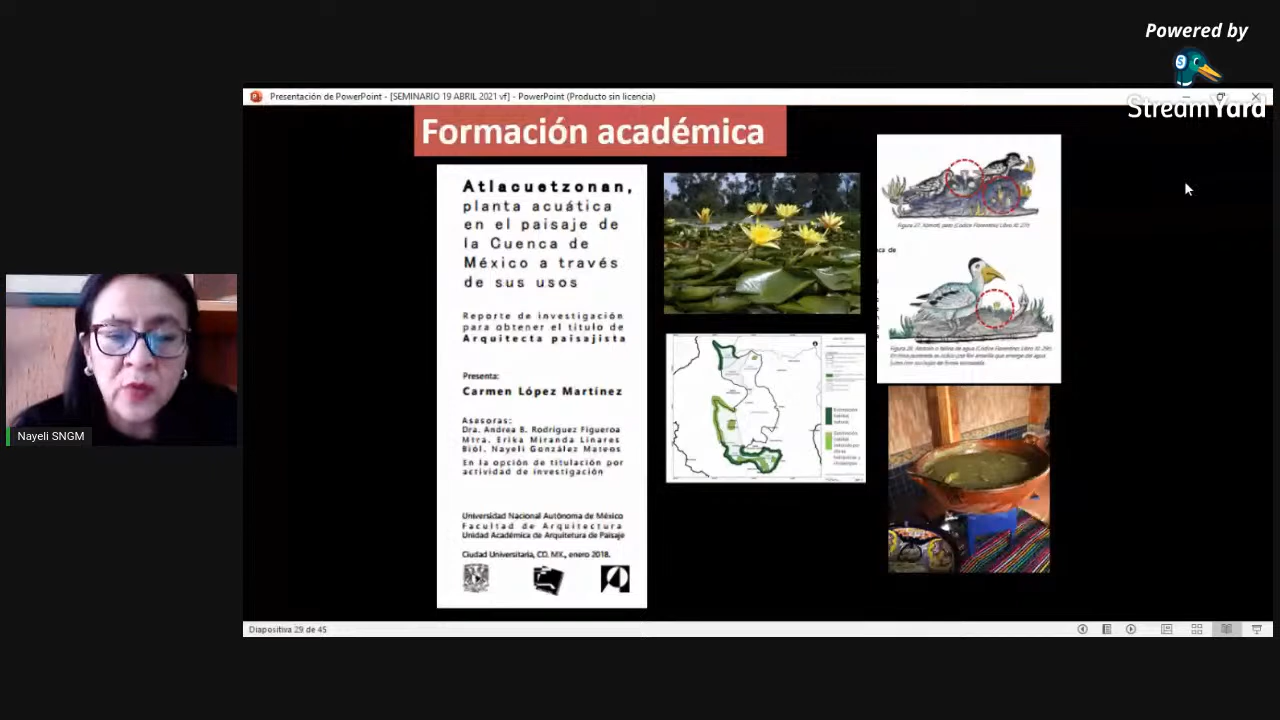 Powered by
StreamYard
Presentación de PowerPoint - [SEMINARIO 19 ABRIL 2021 vf] - PowerPoint (Producto sin licencia)
Formación académica
Atlacuetzonan,
planta acuática
en el paisaje de
la Cuenca de
México a través
de sus usos
Reporte de investigación
para obtener el título de
Arquitecta paisajista
Presenta:
Carmen López Martínez
Asesoras:
Dra. Andrea B. Rodríguez Figueroa
Mtra. Erika Miranda Linares
Biól. Nayeli González Mateos
En la opción de titulación por
actividad de investigación
Universidad Nacional Autónoma de México
Facultad de Arquitectura
Unidad Académica de Arquitetura de Paisaje
Ciudad Universitaria, CD. MX., enero 2018.
ca de
Nayeli SNGM
Diapositiva 29 de 45